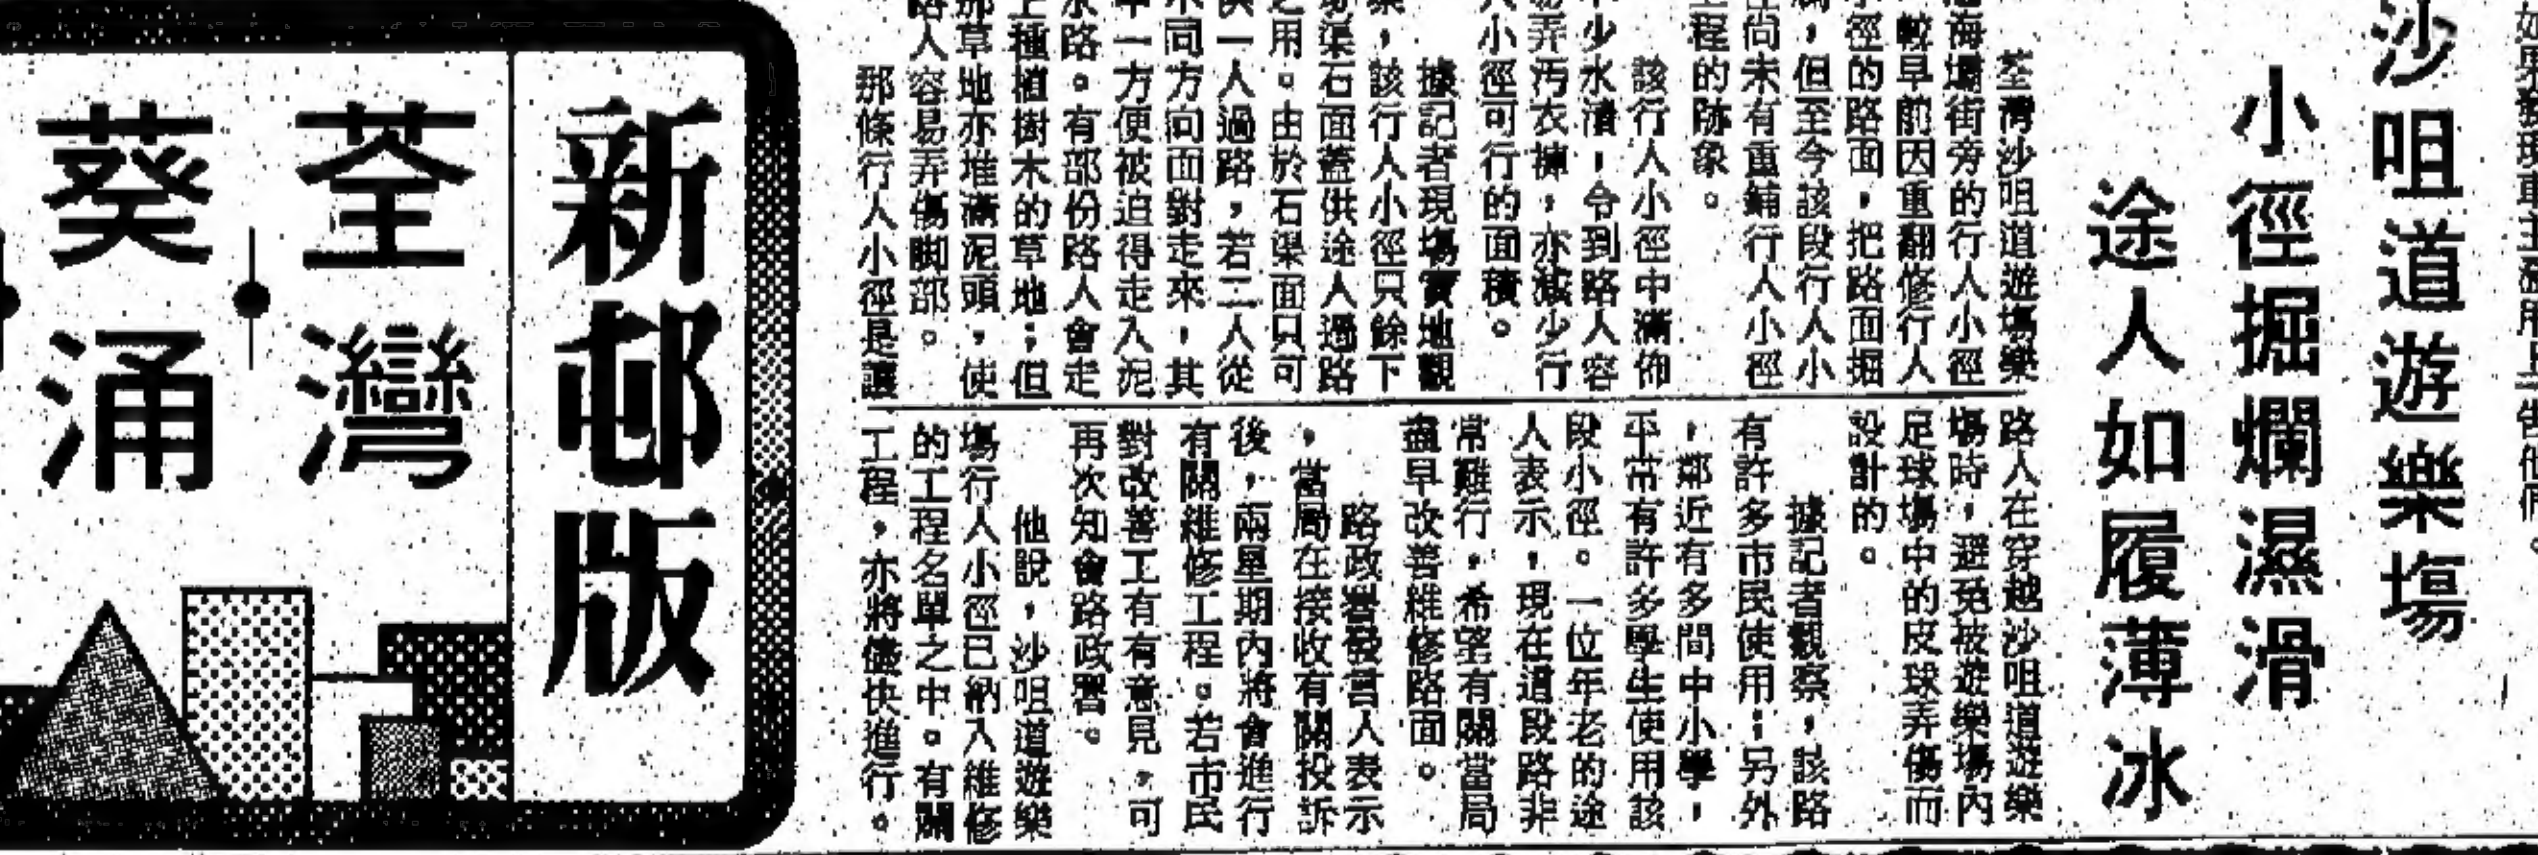 沙咀道遊樂場
小徑掘爛濕滑
途人如履薄冰
荃灣沙咀道遊塲樂
海壩街旁的行人小徑
較早前因重翻修行人
小徑的路面，把路面掘
，但至今該段行人小
尚未有重鋪行人小徑
程的跡象。
該行人小徑中滿佈
少水漬，令到路人容
易弄污衣褲，亦減少行
人小徑可行的面積。
據記者現塲實地觀
察，該行人小徑只餘下
渠石面蓋供途人過路
之用。由於石渠面只可
供一人過路，若二人從
不同方向面對走來，其
中一方便被迫得走入泥
水路。有部份路人會走
上種植樹木的草地；但
那草地亦堆滿泥頭，使
路人容易弄傷脚部。
那條行人小徑是讓
路人在穿越沙咀道遊樂
塲時，避免被遊樂塲內
足球塲中的皮球弄傷而
設計的。
據記者觀察，該路
有許多市民使用；另外
，鄰近有多間中小學，
平常有許多學生使用該
段小徑。一位年老的途
人表示，現在這段路非
常難行，希望有關當局
盡早改善維修路面。
路政署發言人表示
，當局在接收有關投訴
後，兩星期內將會進行
有關維修工程。若市民
對改善工有有意見，可
再次知會路政署。
他說，沙咀道遊樂
塲行人小徑已納入維修
的工程名單之中。有關
工程，亦將儘快進行。
新邨版
荃灣
葵涌